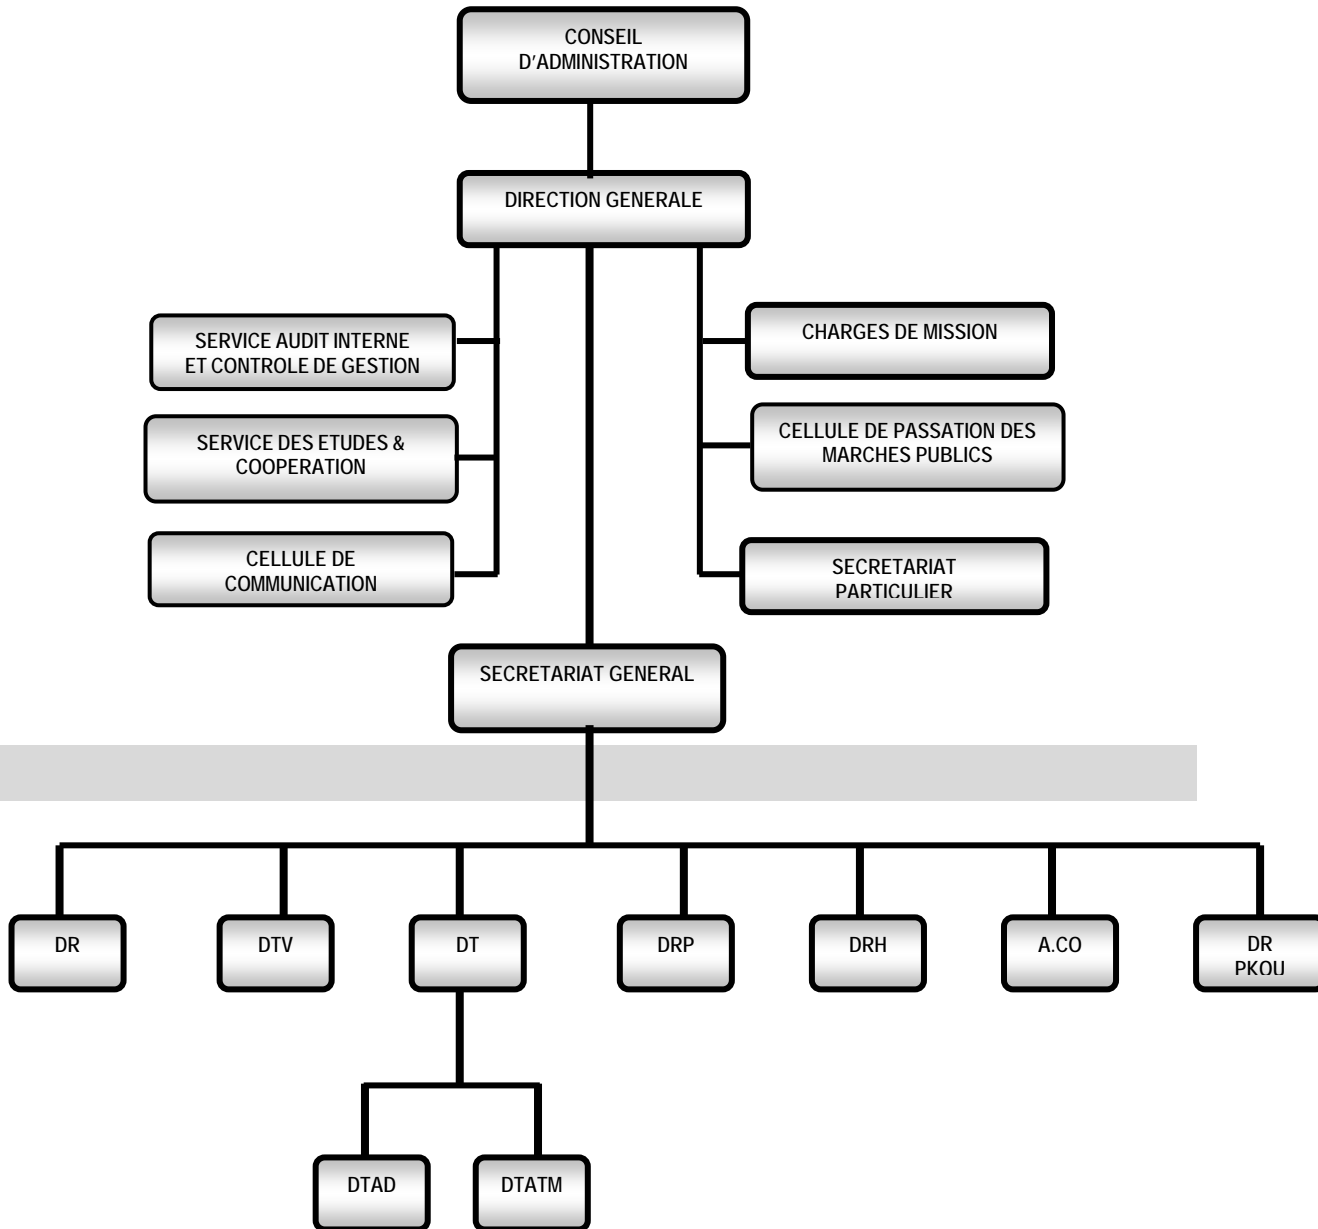 CONSEIL
D'ADMINISTRATION
DIRECTION GENERALE
SERVICE AUDIT INTERNE
ET CONTROLE DE GESTION
CHARGES DE MISSION
SERVICE DES ETUDES &
COOPERATION
CELLULE DE PASSATION DES
MARCHES PUBLICS
CELLULE DE
COMMUNICATION
SECRETARIAT
PARTICULIER
SECRETARIAT GENERAL
DR
DTV
DT
DRP
DRH
A.CO
DR
PKOU
DTAD
DTATM